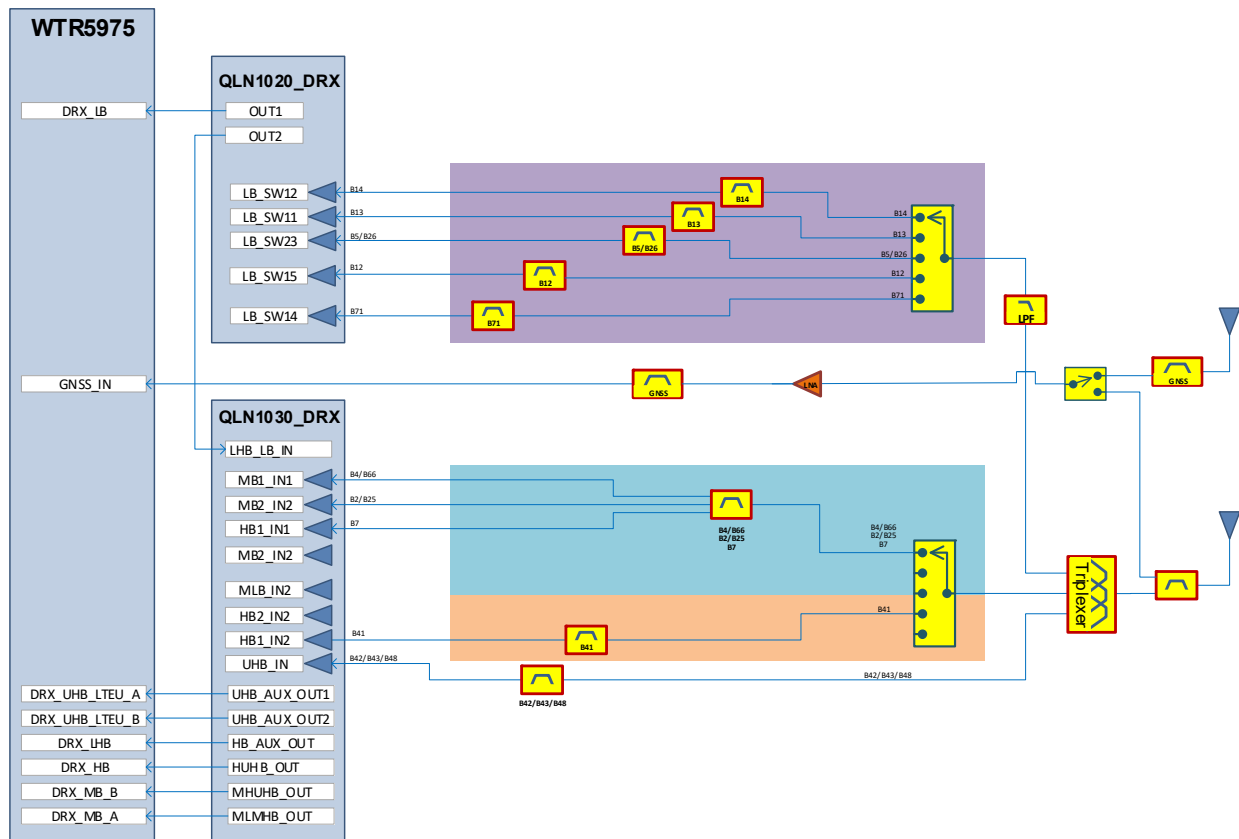 WTR5975
QLN1020_DRX
DRX_LB
OUT1
OUT2
LB_SW12
B14
B14
B14
LB_SW11
B13
B13
B13
LB_SW23
B5/B26
B5/B26
B5/B26
LB_SW15
B12
B12
B12
LB_SW14
B71
B71
B71
LPF
GNSS_IN
GNSS
LNA
GNSS
QLN1030_DRX
LHB_LB_IN
MB1_IN1
B4/B66
MB2_IN2
B2/B25
HB1_IN1
B7
B4/B66
B2/B25
B7
B4/B66
B2/B25
B7
MB2_IN2
MLB_IN2
HB2_IN2
HB1_IN2
B41
B41
B41
Triplexer
UHB_IN
B42/B43/B48
B42/B43/B48
B42/B43/B48
DRX_UHB_LTEU_A
UHB_AUX_OUT1
DRX_UHB_LTEU_B
UHB_AUX_OUT2
DRX_LHB
HB_AUX_OUT
DRX_HB
HUHB_OUT
DRX_MB_B
MHUHB_OUT
DRX_MB_A
MLMHB_OUT